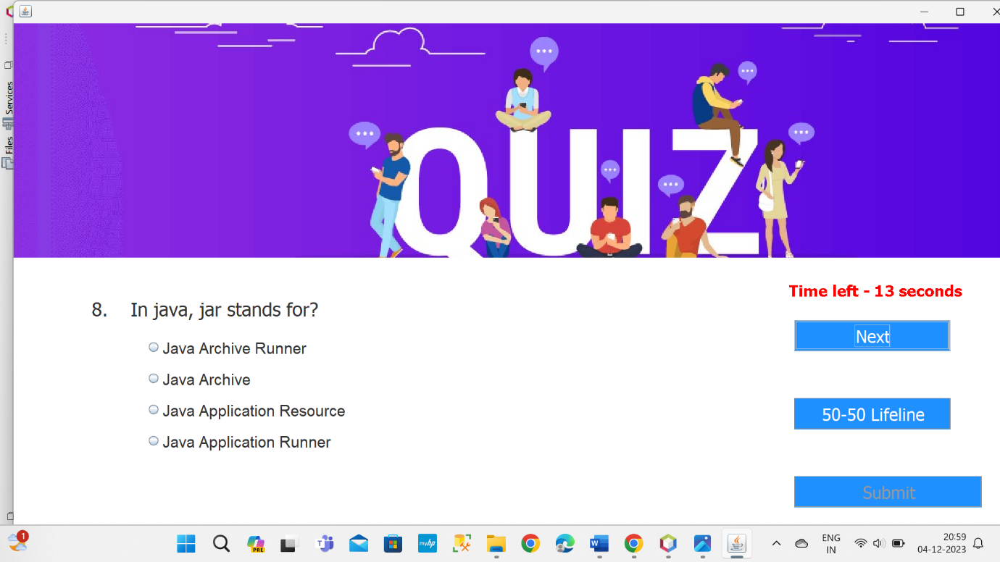 Services
Files
QUIZ
Time left - 13 seconds
8. In java, jar stands for?
Java Archive Runner
Java Archive
Java Application Resource
Java Application Runner
Next
50-50 Lifeline
Submit
1
PRE
T
myhp
W
ENG
IN
20:59
04-12-2023